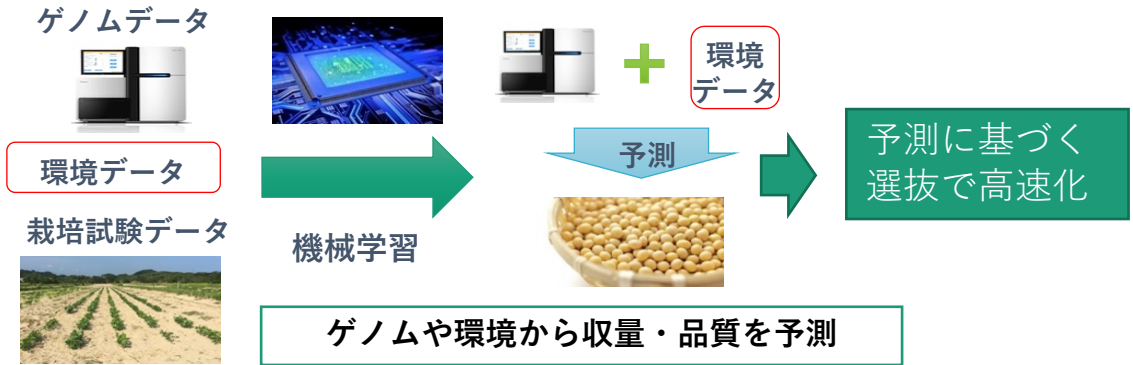 ゲノムデータ
環境データ
栽培試験データ
機械学習
環境
データ
予測
予測に基づく
選抜で高速化
ゲノムや環境から収量・品質を予測